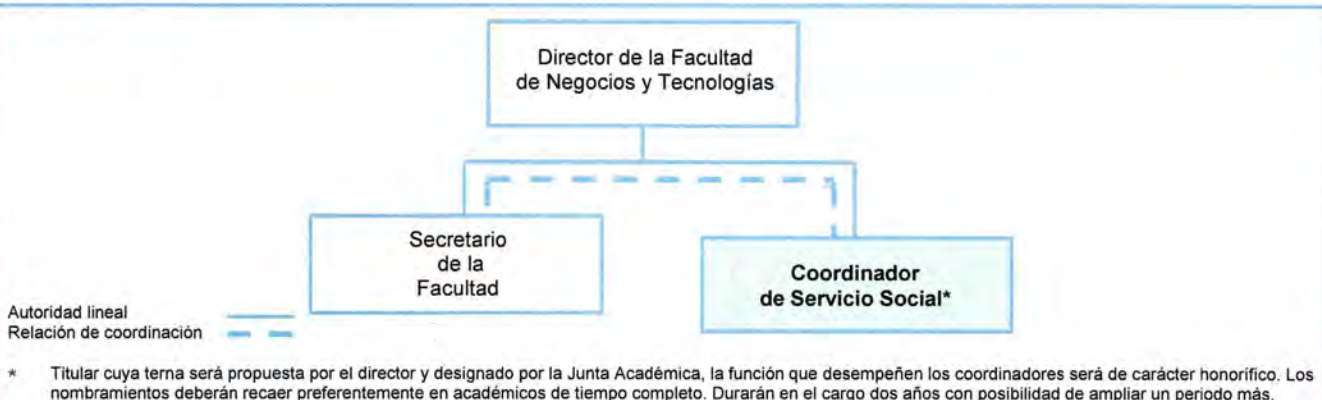 Director de la Facultad
de Negocios y Tecnologías
Secretario
de la
Facultad
Coordinador
de Servicio Social*
Autoridad lineal
Relación de coordinación
* Titular cuya terna será propuesta por el director y designado por la Junta Académica, la función que desempeñen los coordinadores será de carácter honorífico. Los
nombramientos deberán recaer preferentemente en académicos de tiempo completo. Durarán en el cargo dos años con posibilidad de ampliar un periodo más.